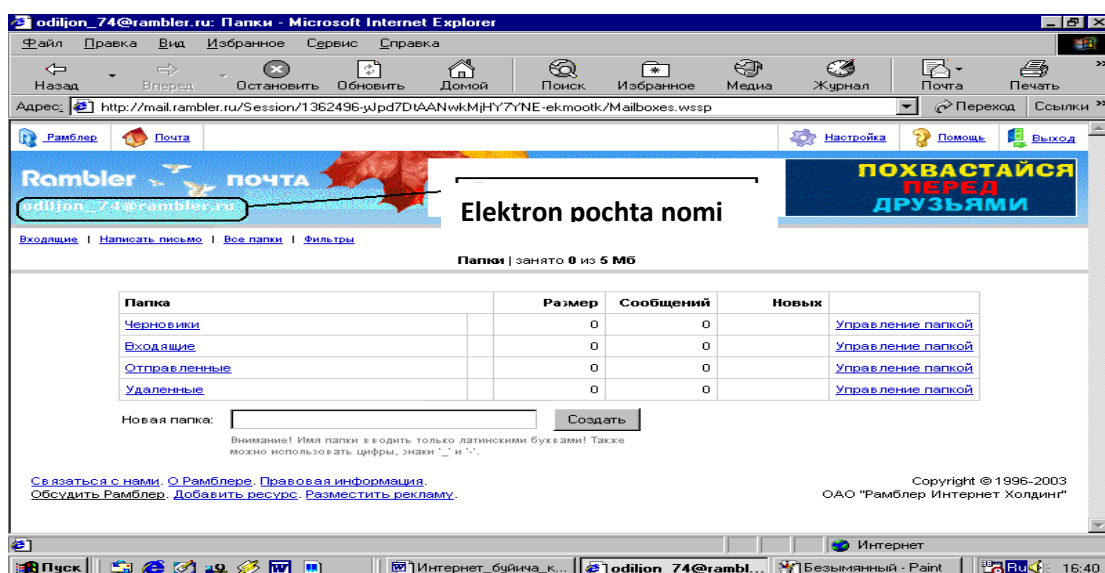 odiljon_74@rambler.ru: Папки - Microsoft Internet Explorer
Файл Правка Вид Избранное Сервис Справка
Назад Вперед Остановить Обновить Домой Поиск Избранное Медиа Журнал Почта Печать
Адрес: http://mail.rambler.ru/Session/1362496-yJpd7DtAANwkMjHY7YNE-ekmootk/Mailboxes.wssp Переход Ссылки
Рамблер Почта Настройка Помощь Выход
Rambler ПОЧТА
odiljon_74@rambler.ru
Elektron pochta nomi
ПОХВАСТАЙСЯ
ПЕРЕД
ДРУЗЬЯМИ
Входящие | Написать письмо | Все папки | Фильтры
Папки | занято 0 из 5 Мб
Папка Размер Сообщений Новых
Черновики 0 0 Управление папкой
Входящие 0 0 Управление папкой
Отправленные 0 0 Управление папкой
Удаленные 0 0 Управление папкой
Новая папка: Создать
Внимание! Имя папки вводить только латинскими буквами! Также
можно использовать цифры, знаки '_' и '-'.
Связаться с нами. О Рамблере. Правовая информация.
Обсудить Рамблер. Добавить ресурс. Разместить рекламу.
Copyright © 1996-2003
ОАО "Рамблер Интернет Холдинг"
Интернет
Пуск Интернет_буйича_к... odiljon_74@rambl... Безымянный - Paint Ru 16:40